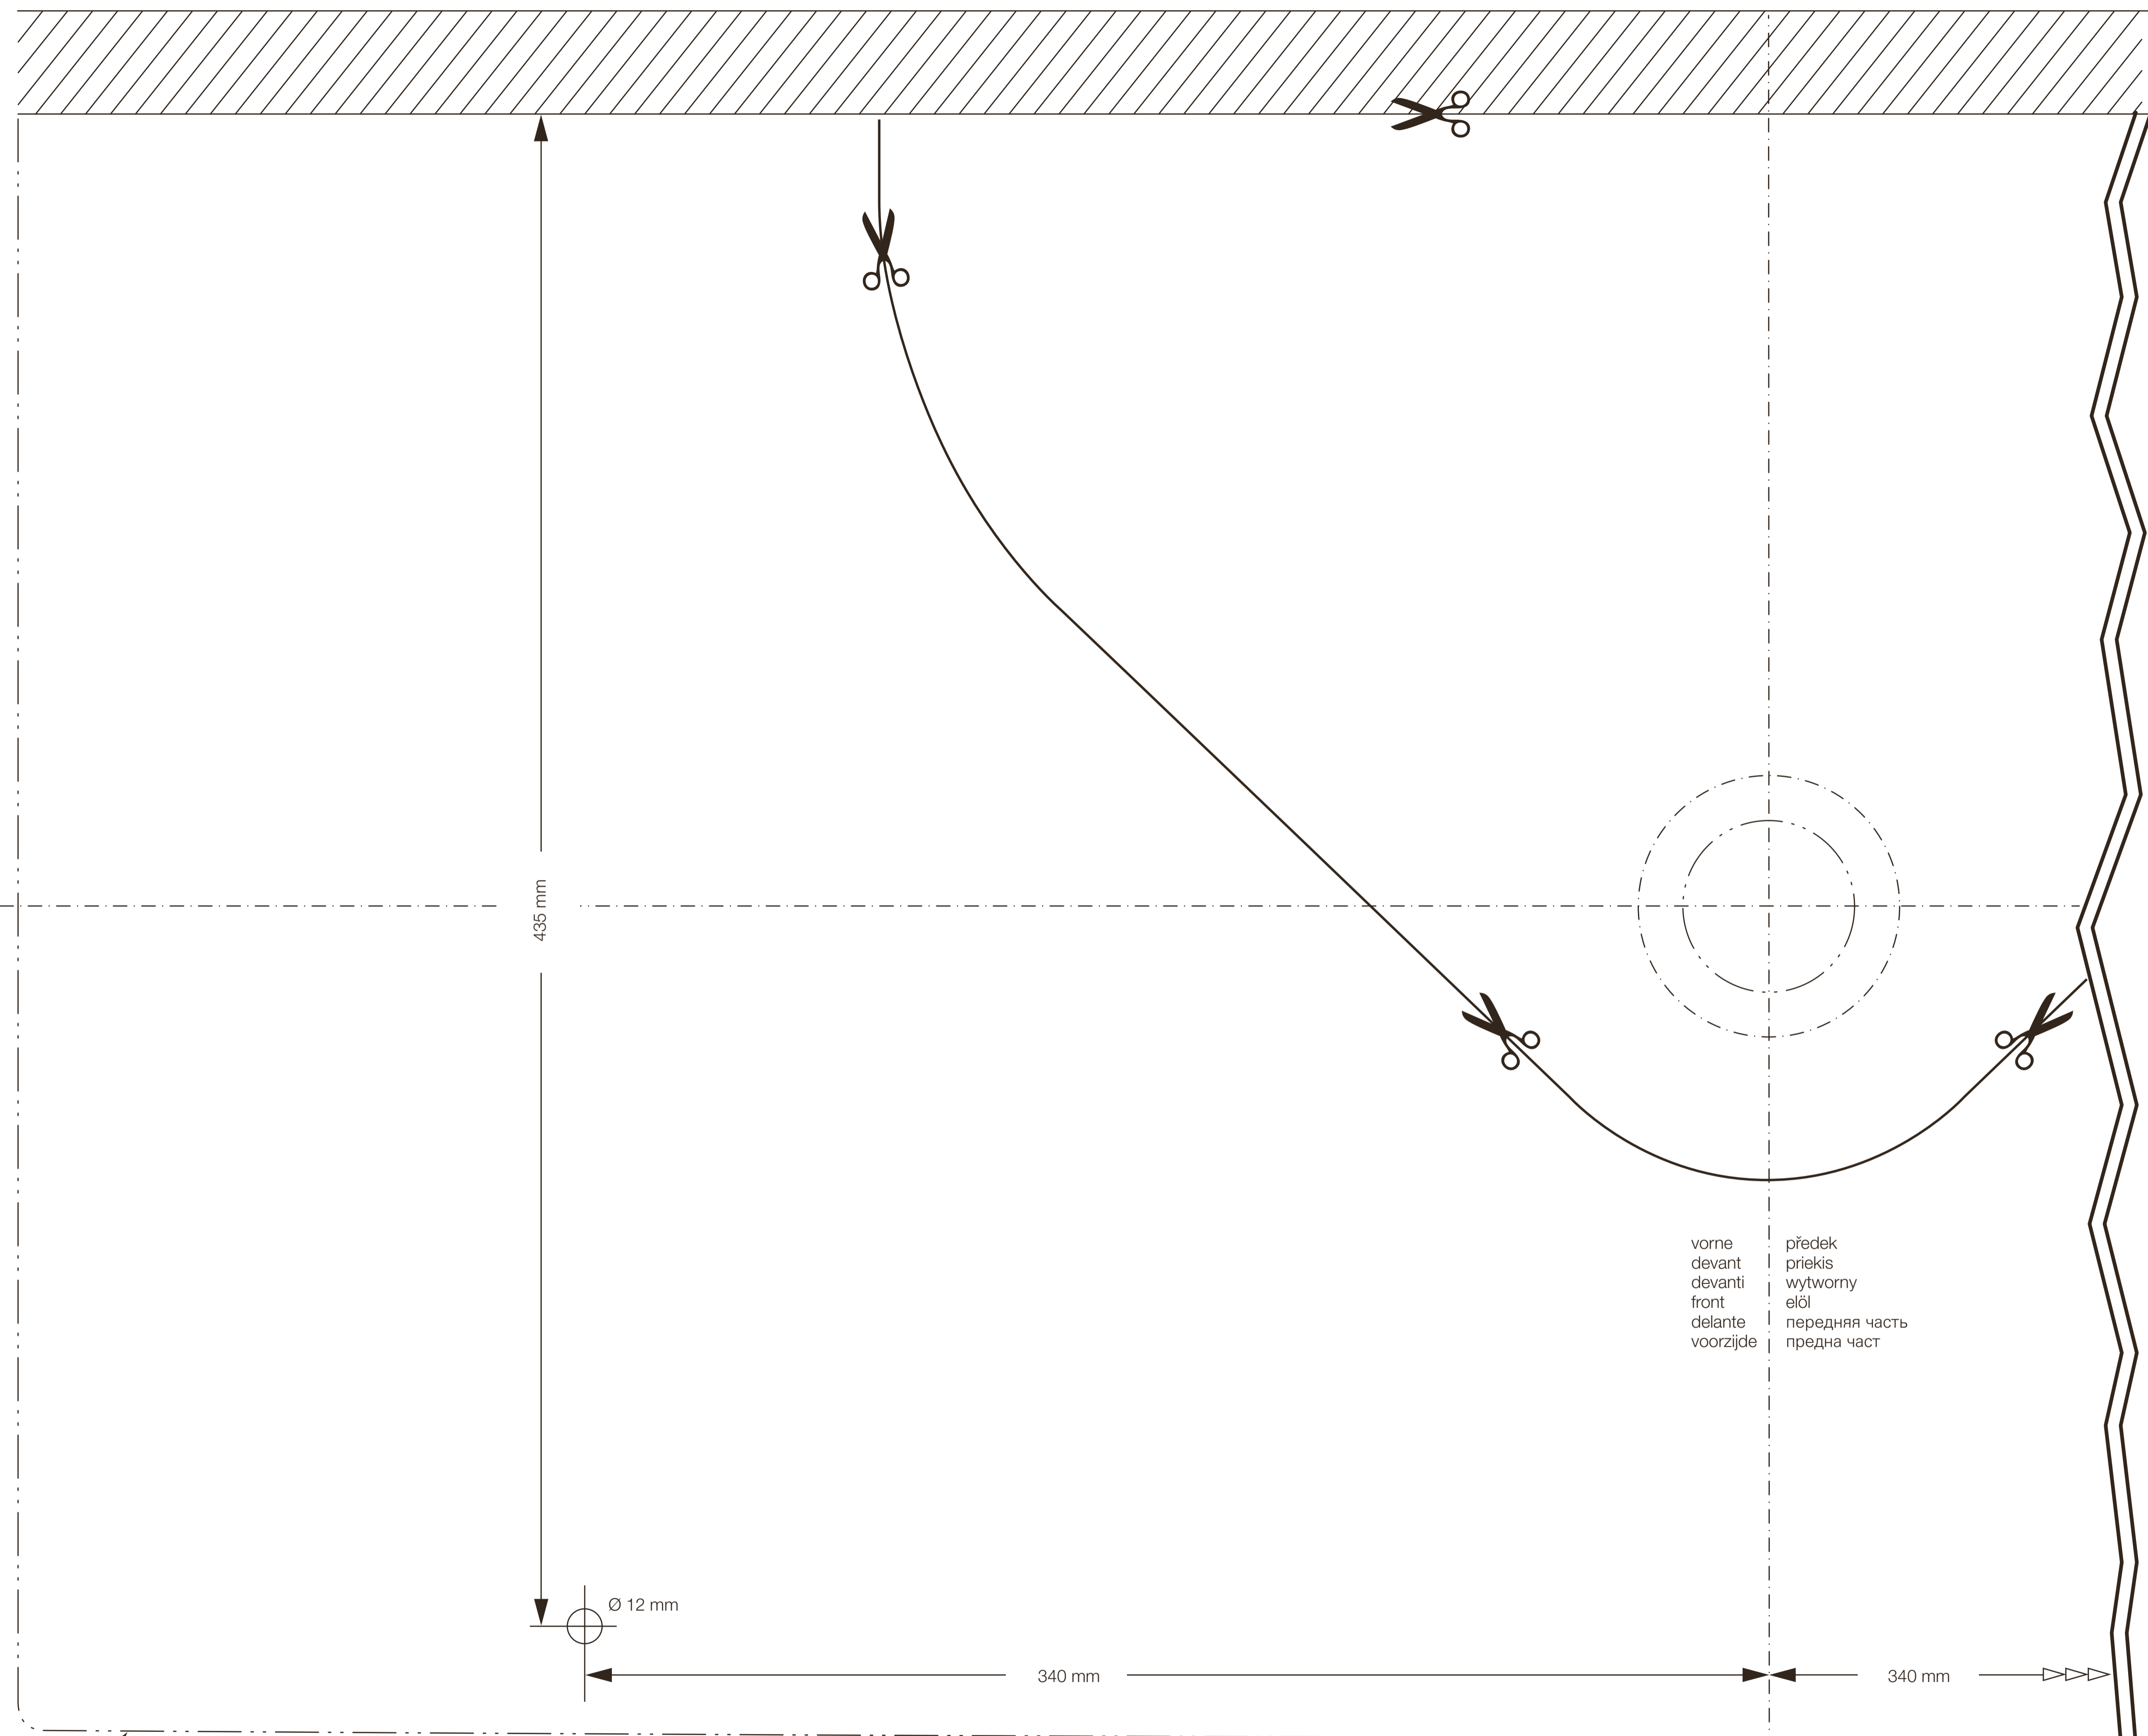 435 mm
vorne
devant
devanti
front
delante
voorzijde
předek
priekis
wytworny
elöl
передняя часть
предна част
Ø 12 mm
340 mm
340 mm